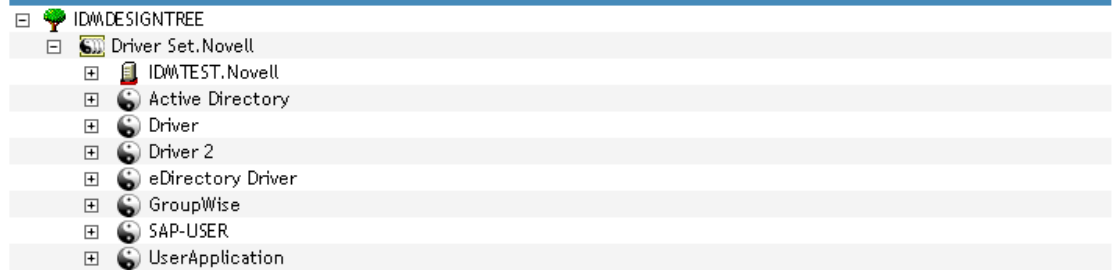 IDMDESIGNTREE
Driver Set.Novell
IDMTEST.Novell
Active Directory
Driver
Driver 2
eDirectory Driver
GroupWise
SAP-USER
UserApplication